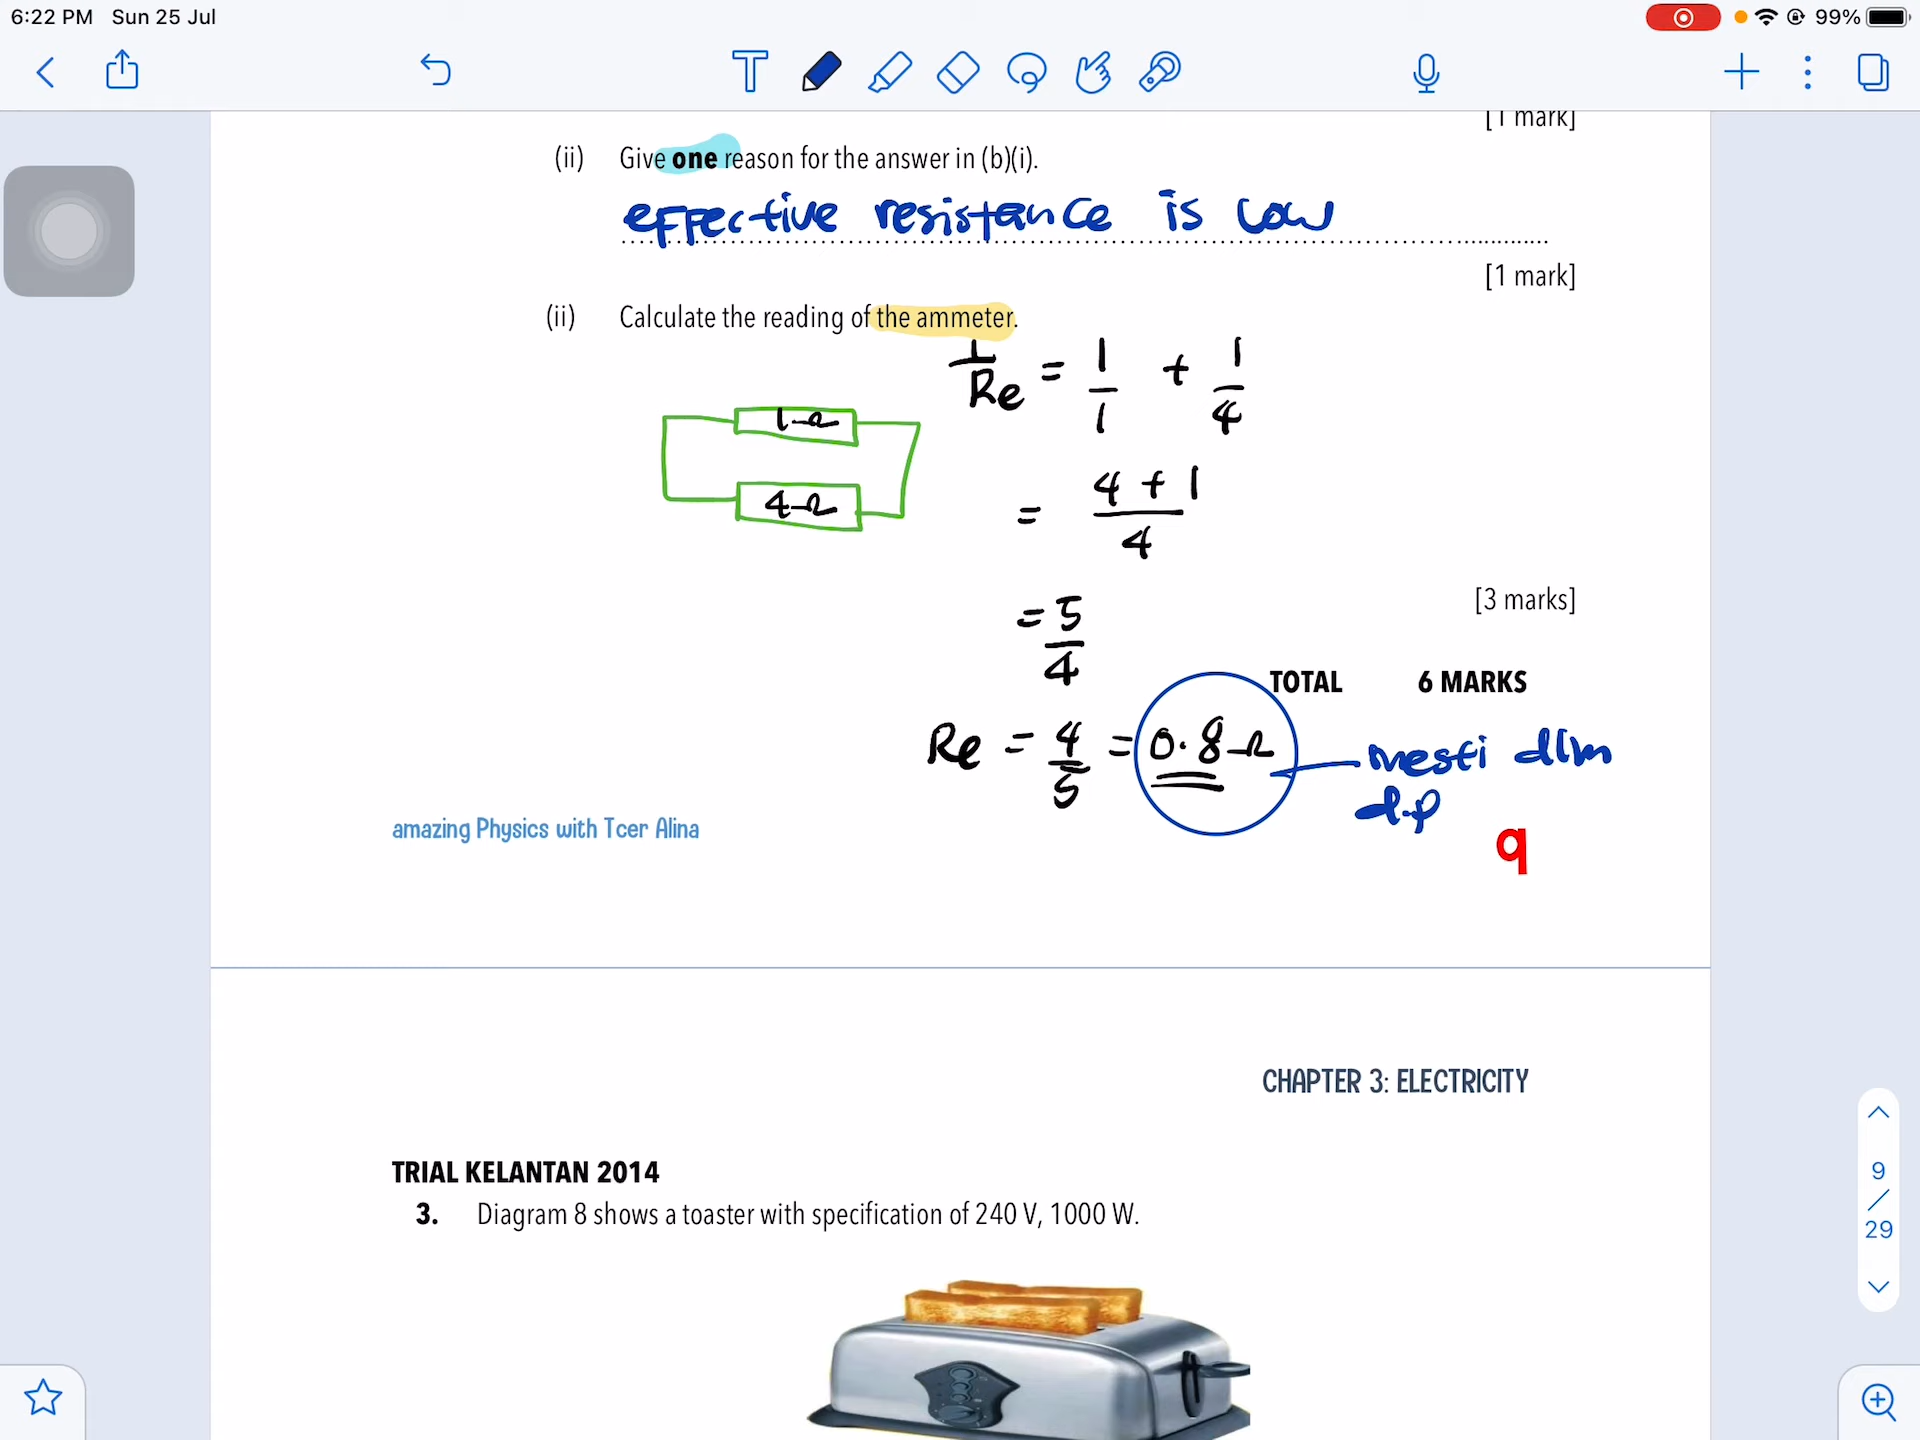 6:22 PM Sun 25 Jul 99%
[1 mark]
(ii) Give one reason for the answer in (b)(i).
effective resistance is low
[1 mark]
(ii) Calculate the reading of the ammeter.
1/Re = 1/1 + 1/4
1Ω
4Ω
= 4 + 1 / 4
[3 marks]
= 5/4
TOTAL 6 MARKS
Re = 4/5 = 0.8Ω
mesti dlm
d.p
amazing Physics with Tcer Alina
9
CHAPTER 3: ELECTRICITY
TRIAL KELANTAN 2014
3. Diagram 8 shows a toaster with specification of 240 V, 1000 W.
9
/
29